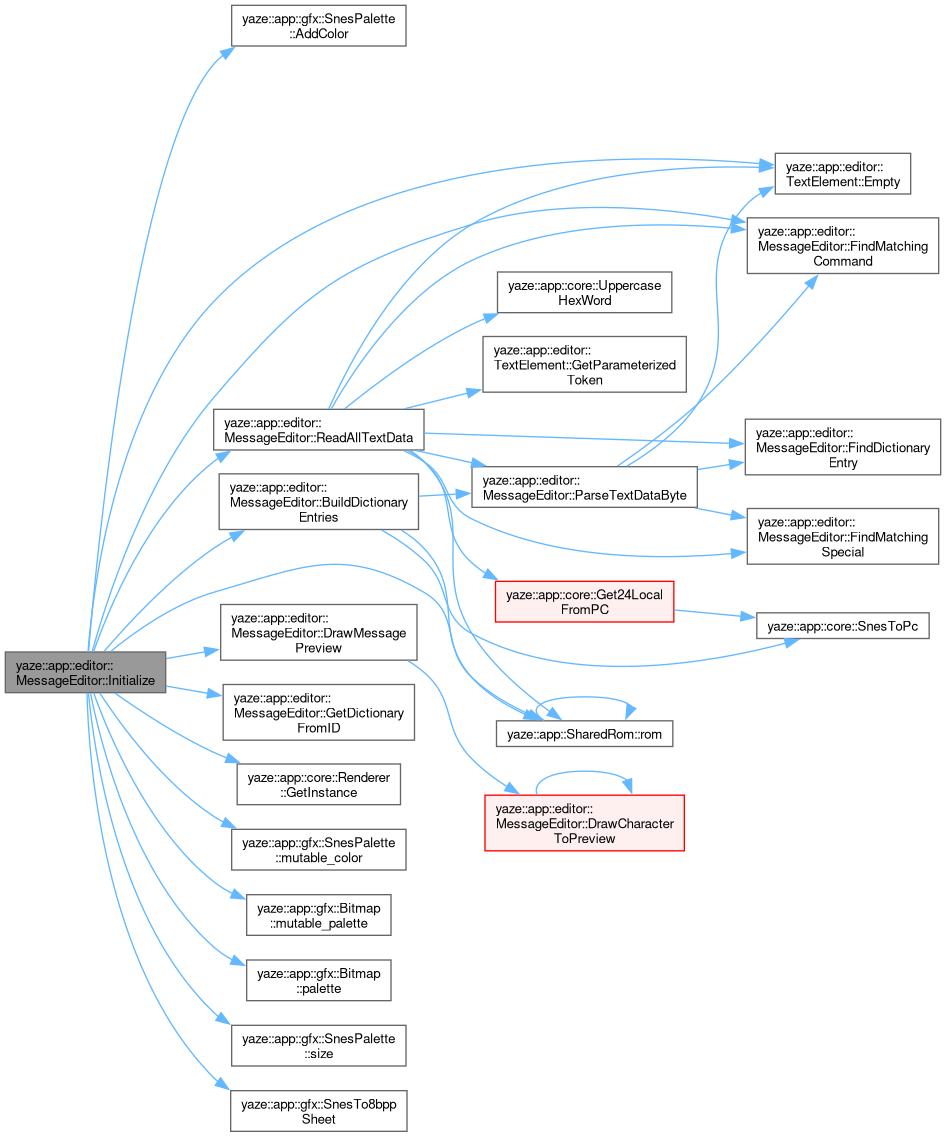 yaze::app::gfx::SnesPalette
::AddColor
yaze::app::editor::
TextElement::Empty
yaze::app::editor::
MessageEditor::FindMatching
Command
yaze::app::core::Uppercase
HexWord
yaze::app::editor::
TextElement::GetParameterized
Token
yaze::app::editor::
MessageEditor::ReadAllTextData
yaze::app::editor::
MessageEditor::FindDictionary
Entry
yaze::app::editor::
MessageEditor::BuildDictionary
Entries
yaze::app::editor::
MessageEditor::ParseTextDataByte
yaze::app::editor::
MessageEditor::FindMatching
Special
yaze::app::core::Get24Local
FromPC
yaze::app::core::SnesToPc
yaze::app::editor::
MessageEditor::DrawMessage
Preview
yaze::app::editor::
MessageEditor::Initialize
yaze::app::editor::
MessageEditor::GetDictionary
FromID
yaze::app::SharedRom::rom
yaze::app::core::Renderer
::GetInstance
yaze::app::editor::
MessageEditor::DrawCharacter
ToPreview
yaze::app::gfx::SnesPalette
::mutable_color
yaze::app::gfx::Bitmap
::mutable_palette
yaze::app::gfx::Bitmap
::palette
yaze::app::gfx::SnesPalette
::size
yaze::app::gfx::SnesTo8bpp
Sheet